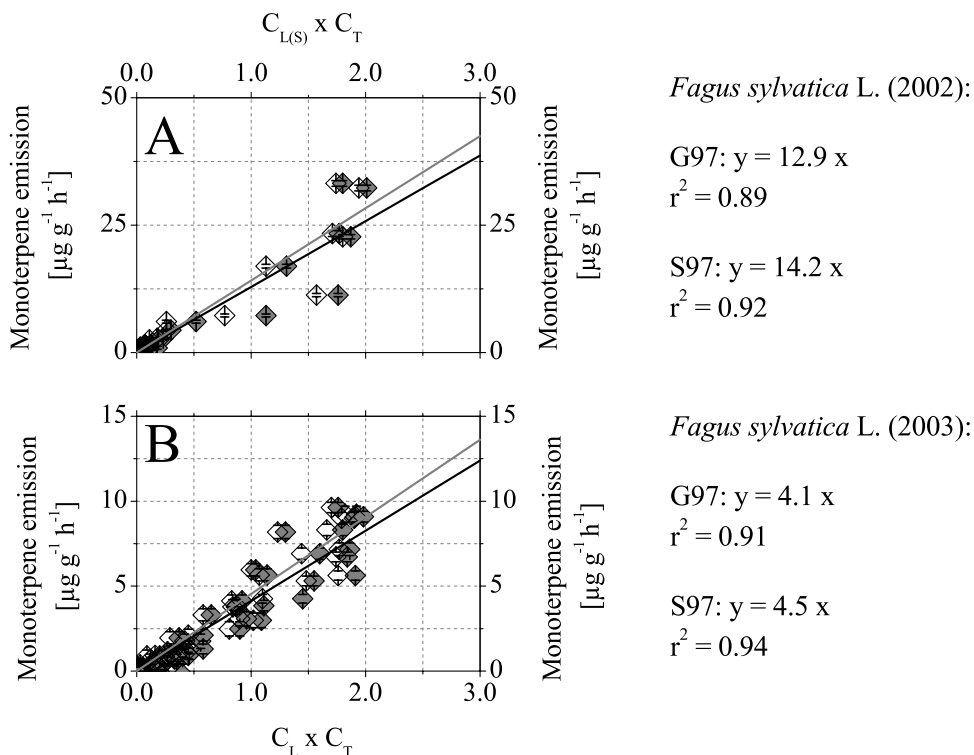 C_L(S) x C_T
0.0 1.0 2.0 3.0
50 50
A
25 25
0 0
Monoterpene emission
[µg g⁻¹ h⁻¹]
Monoterpene emission
[µg g⁻¹ h⁻¹]
Fagus sylvatica L. (2002):
G97: y = 12.9 x
r² = 0.89
S97: y = 14.2 x
r² = 0.92
15 15
B
10 10
5 5
0 0
0.0 1.0 2.0 3.0
C_L x C_T
Monoterpene emission
[µg g⁻¹ h⁻¹]
Monoterpene emission
[µg g⁻¹ h⁻¹]
Fagus sylvatica L. (2003):
G97: y = 4.1 x
r² = 0.91
S97: y = 4.5 x
r² = 0.94